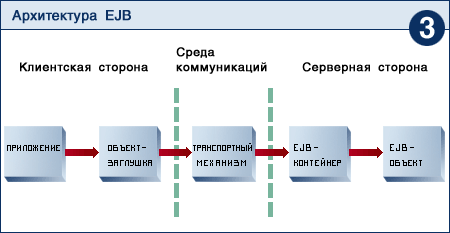 Архитектура EJB
3
Клиентская сторона
Среда
коммуникаций
Серверная сторона
ПРИЛОЖЕНИЕ
ОБЪЕКТ-
ЗАГЛУШКА
ТРАНСПОРТНЫЙ
МЕХАНИЗМ
EJB-
КОНТЕЙНЕР
EJB-
ОБЪЕКТ